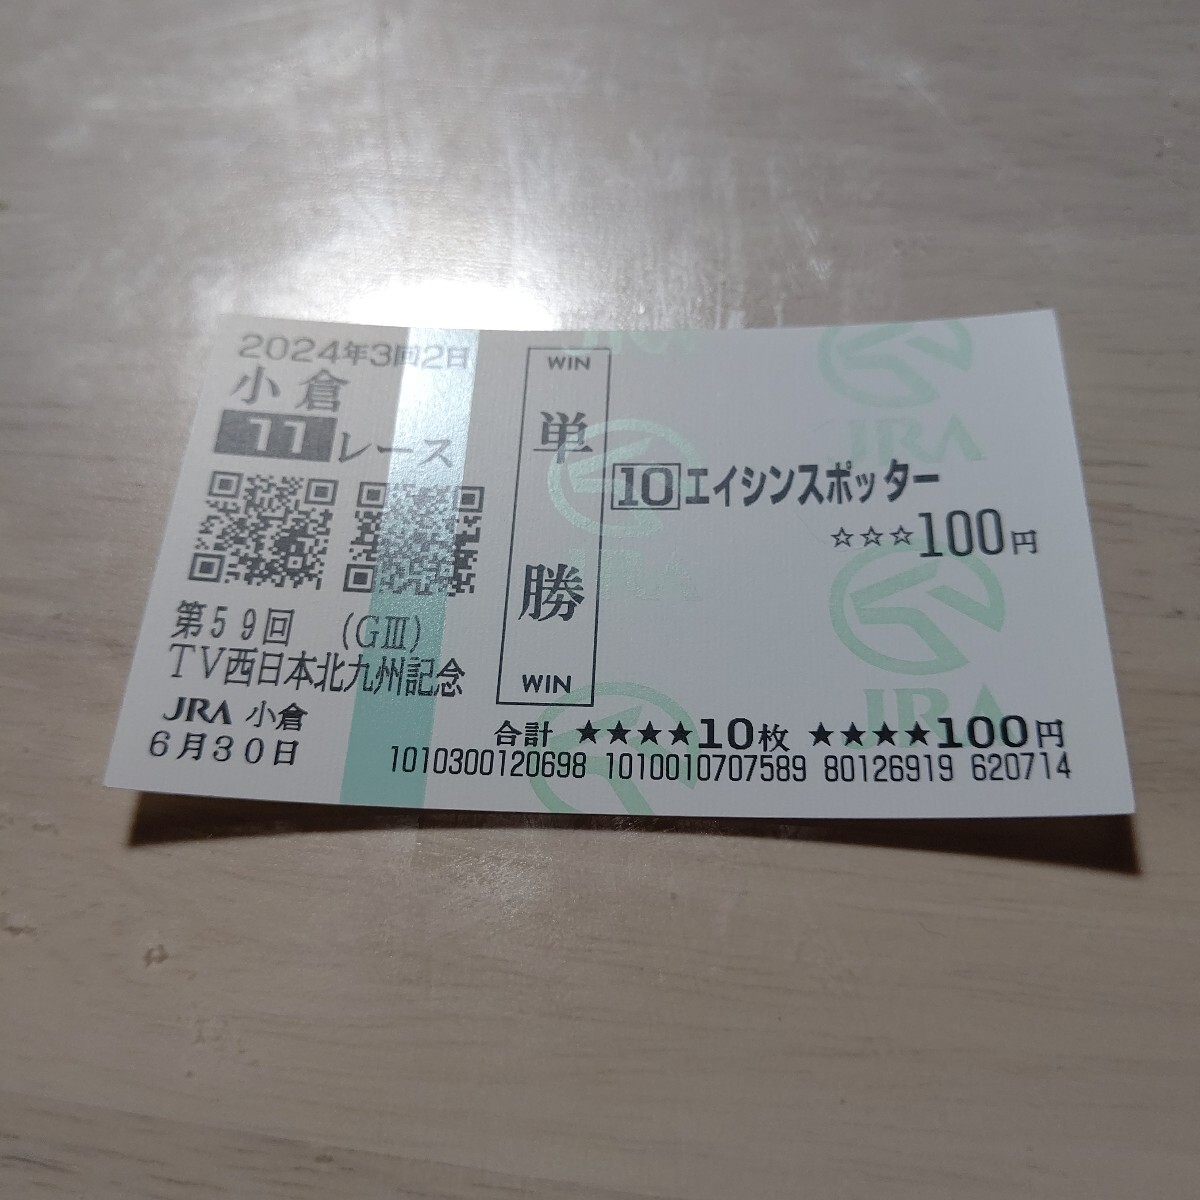 2024年3回2日
小倉
11レース
第59回 (GⅢ)
TV西日本北九州記念
JRA 小倉
6月30日
WIN
単勝
WIN
10エイシンスポッター
☆☆☆100円
合計 ★★★★10枚 ★★★★100円
1010300120698 1010010707589 80126919 620714
JRA
JRA
JRA
JRA